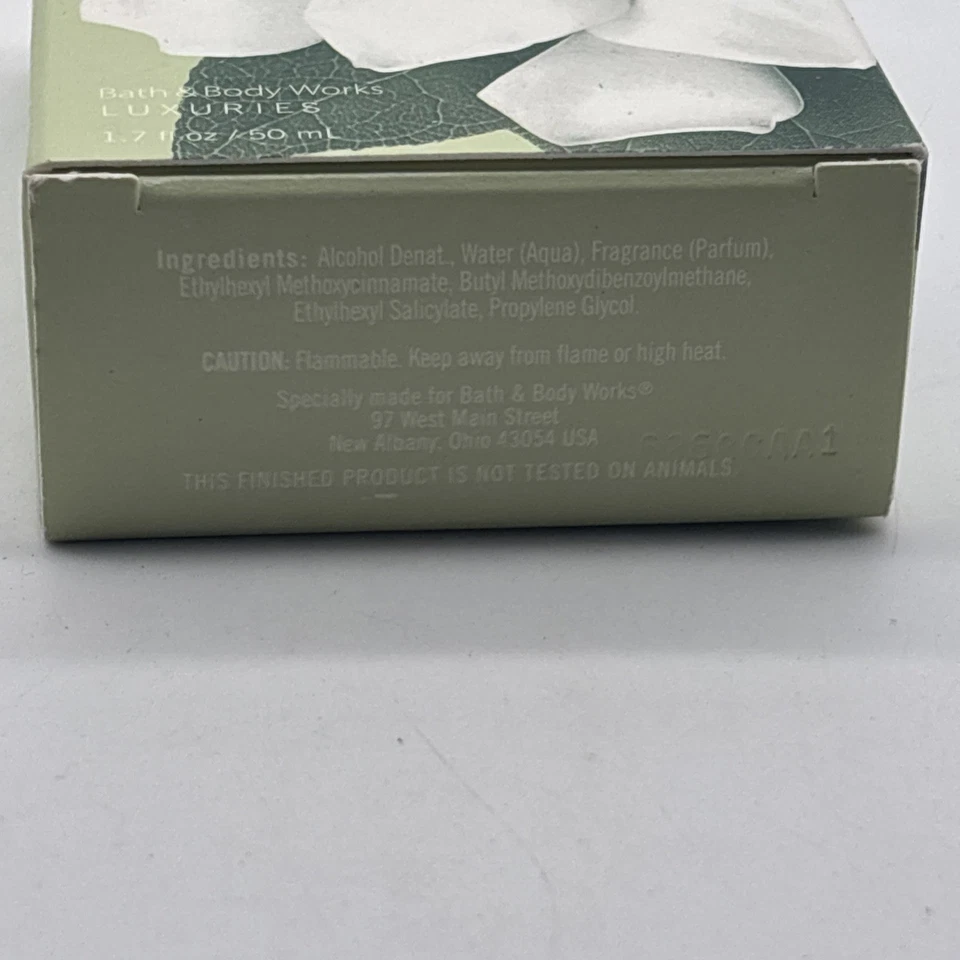 Bath & Body Works
LUXURIES
1.7 fl oz / 50 mL
Ingredients: Alcohol Denat., Water (Aqua), Fragrance (Parfum),
Ethylhexyl Methoxycinnamate, Butyl Methoxydibenzoylmethane,
Ethylhexyl Salicylate, Propylene Glycol.
CAUTION: Flammable. Keep away from flame or high heat.
Specially made for Bath & Body Works®
97 West Main Street
New Albany, Ohio 43054 USA
THIS FINISHED PRODUCT IS NOT TESTED ON ANIMALS.